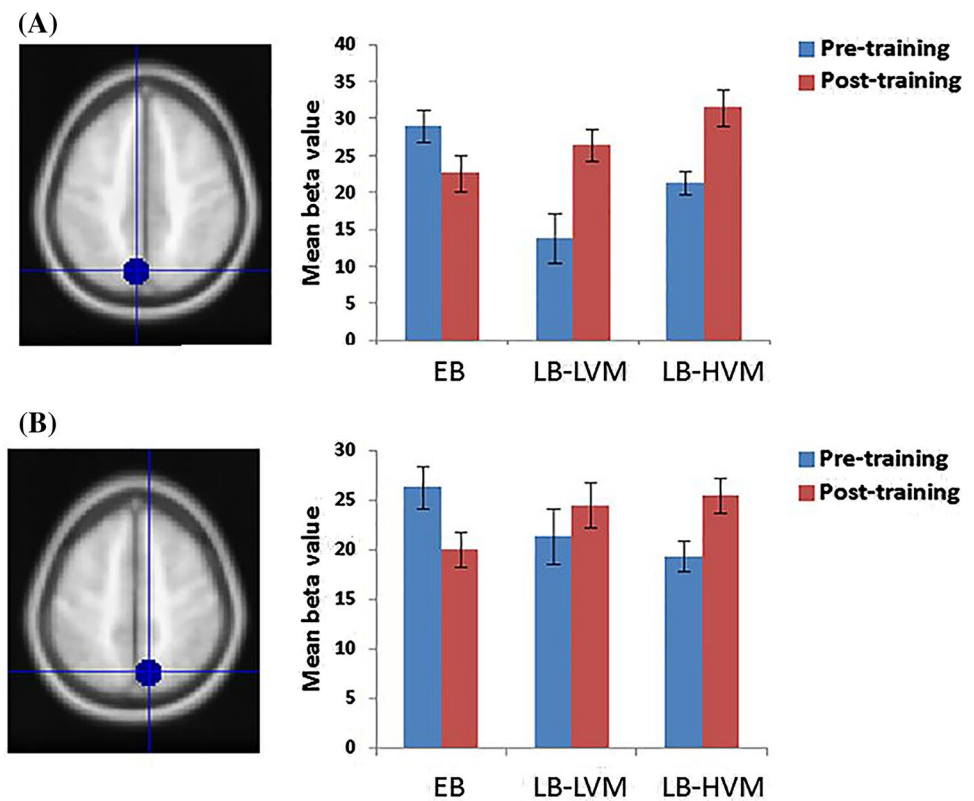 (A)
40
35
30
25
20
15
10
5
0
Mean beta value
EB
LB-LVM
LB-HVM
Pre-training
Post-training
(B)
30
25
20
15
10
5
0
Mean beta value
EB
LB-LVM
LB-HVM
Pre-training
Post-training